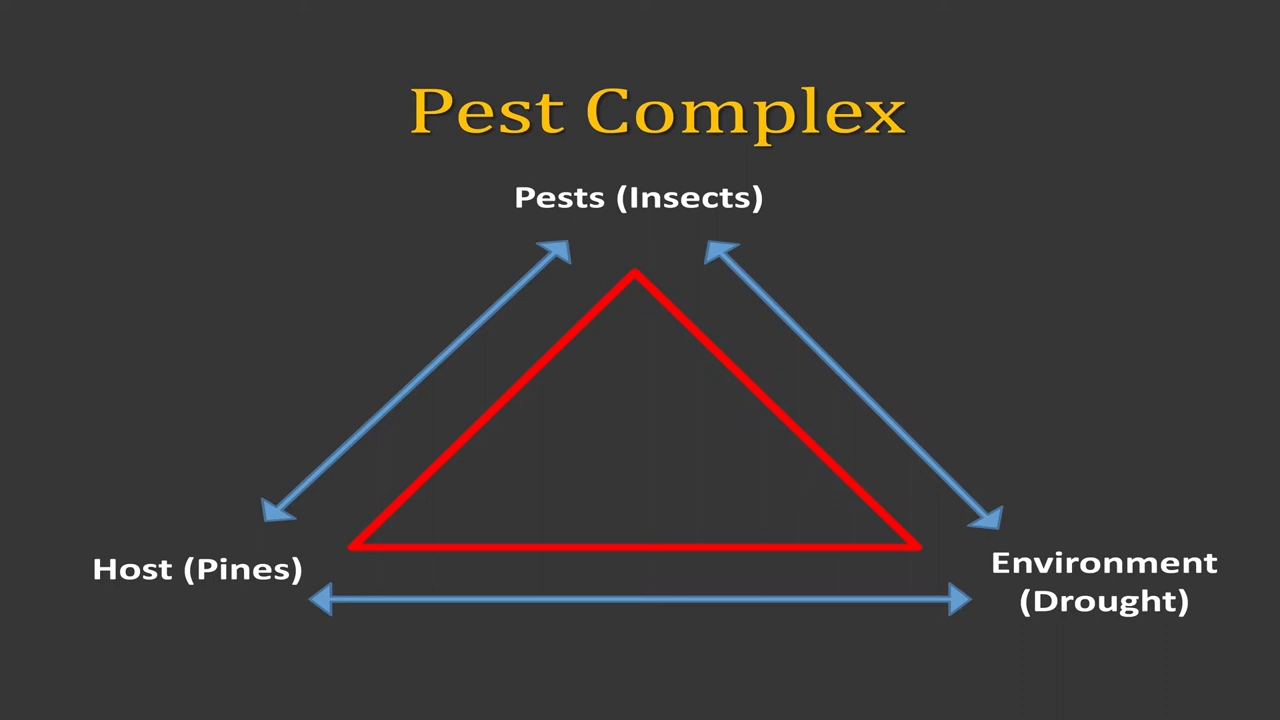 Pest Complex
Pests (Insects)
Host (Pines)
Environment
(Drought)